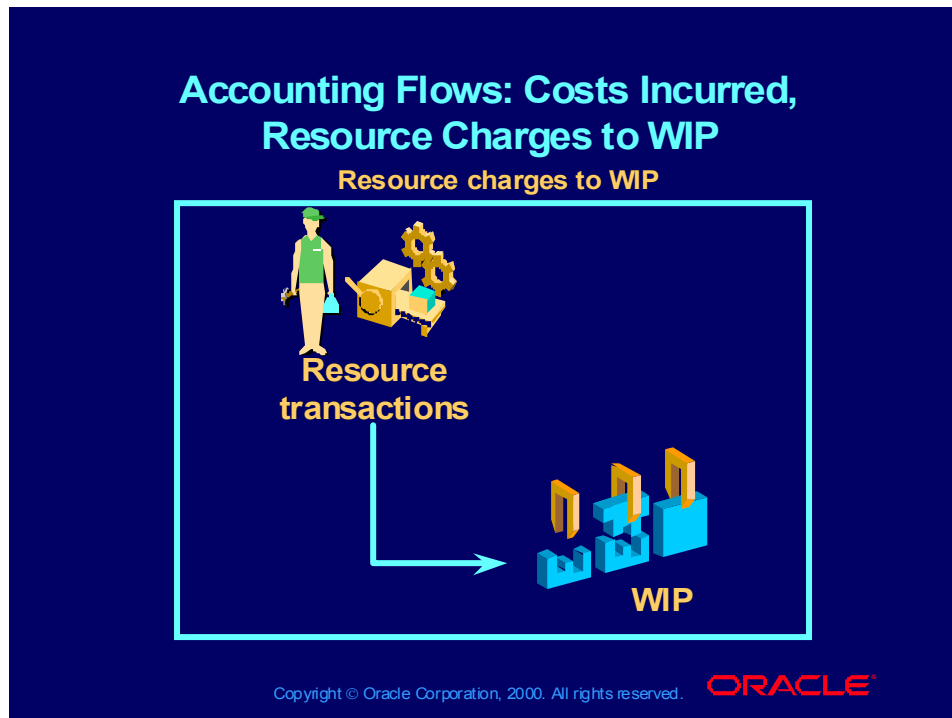 Accounting Flows: Costs Incurred,
Resource Charges to WIP
Resource charges to WIP
Resource
transactions
WIP
Copyright © Oracle Corporation, 2000. All rights reserved.
ORACLE®